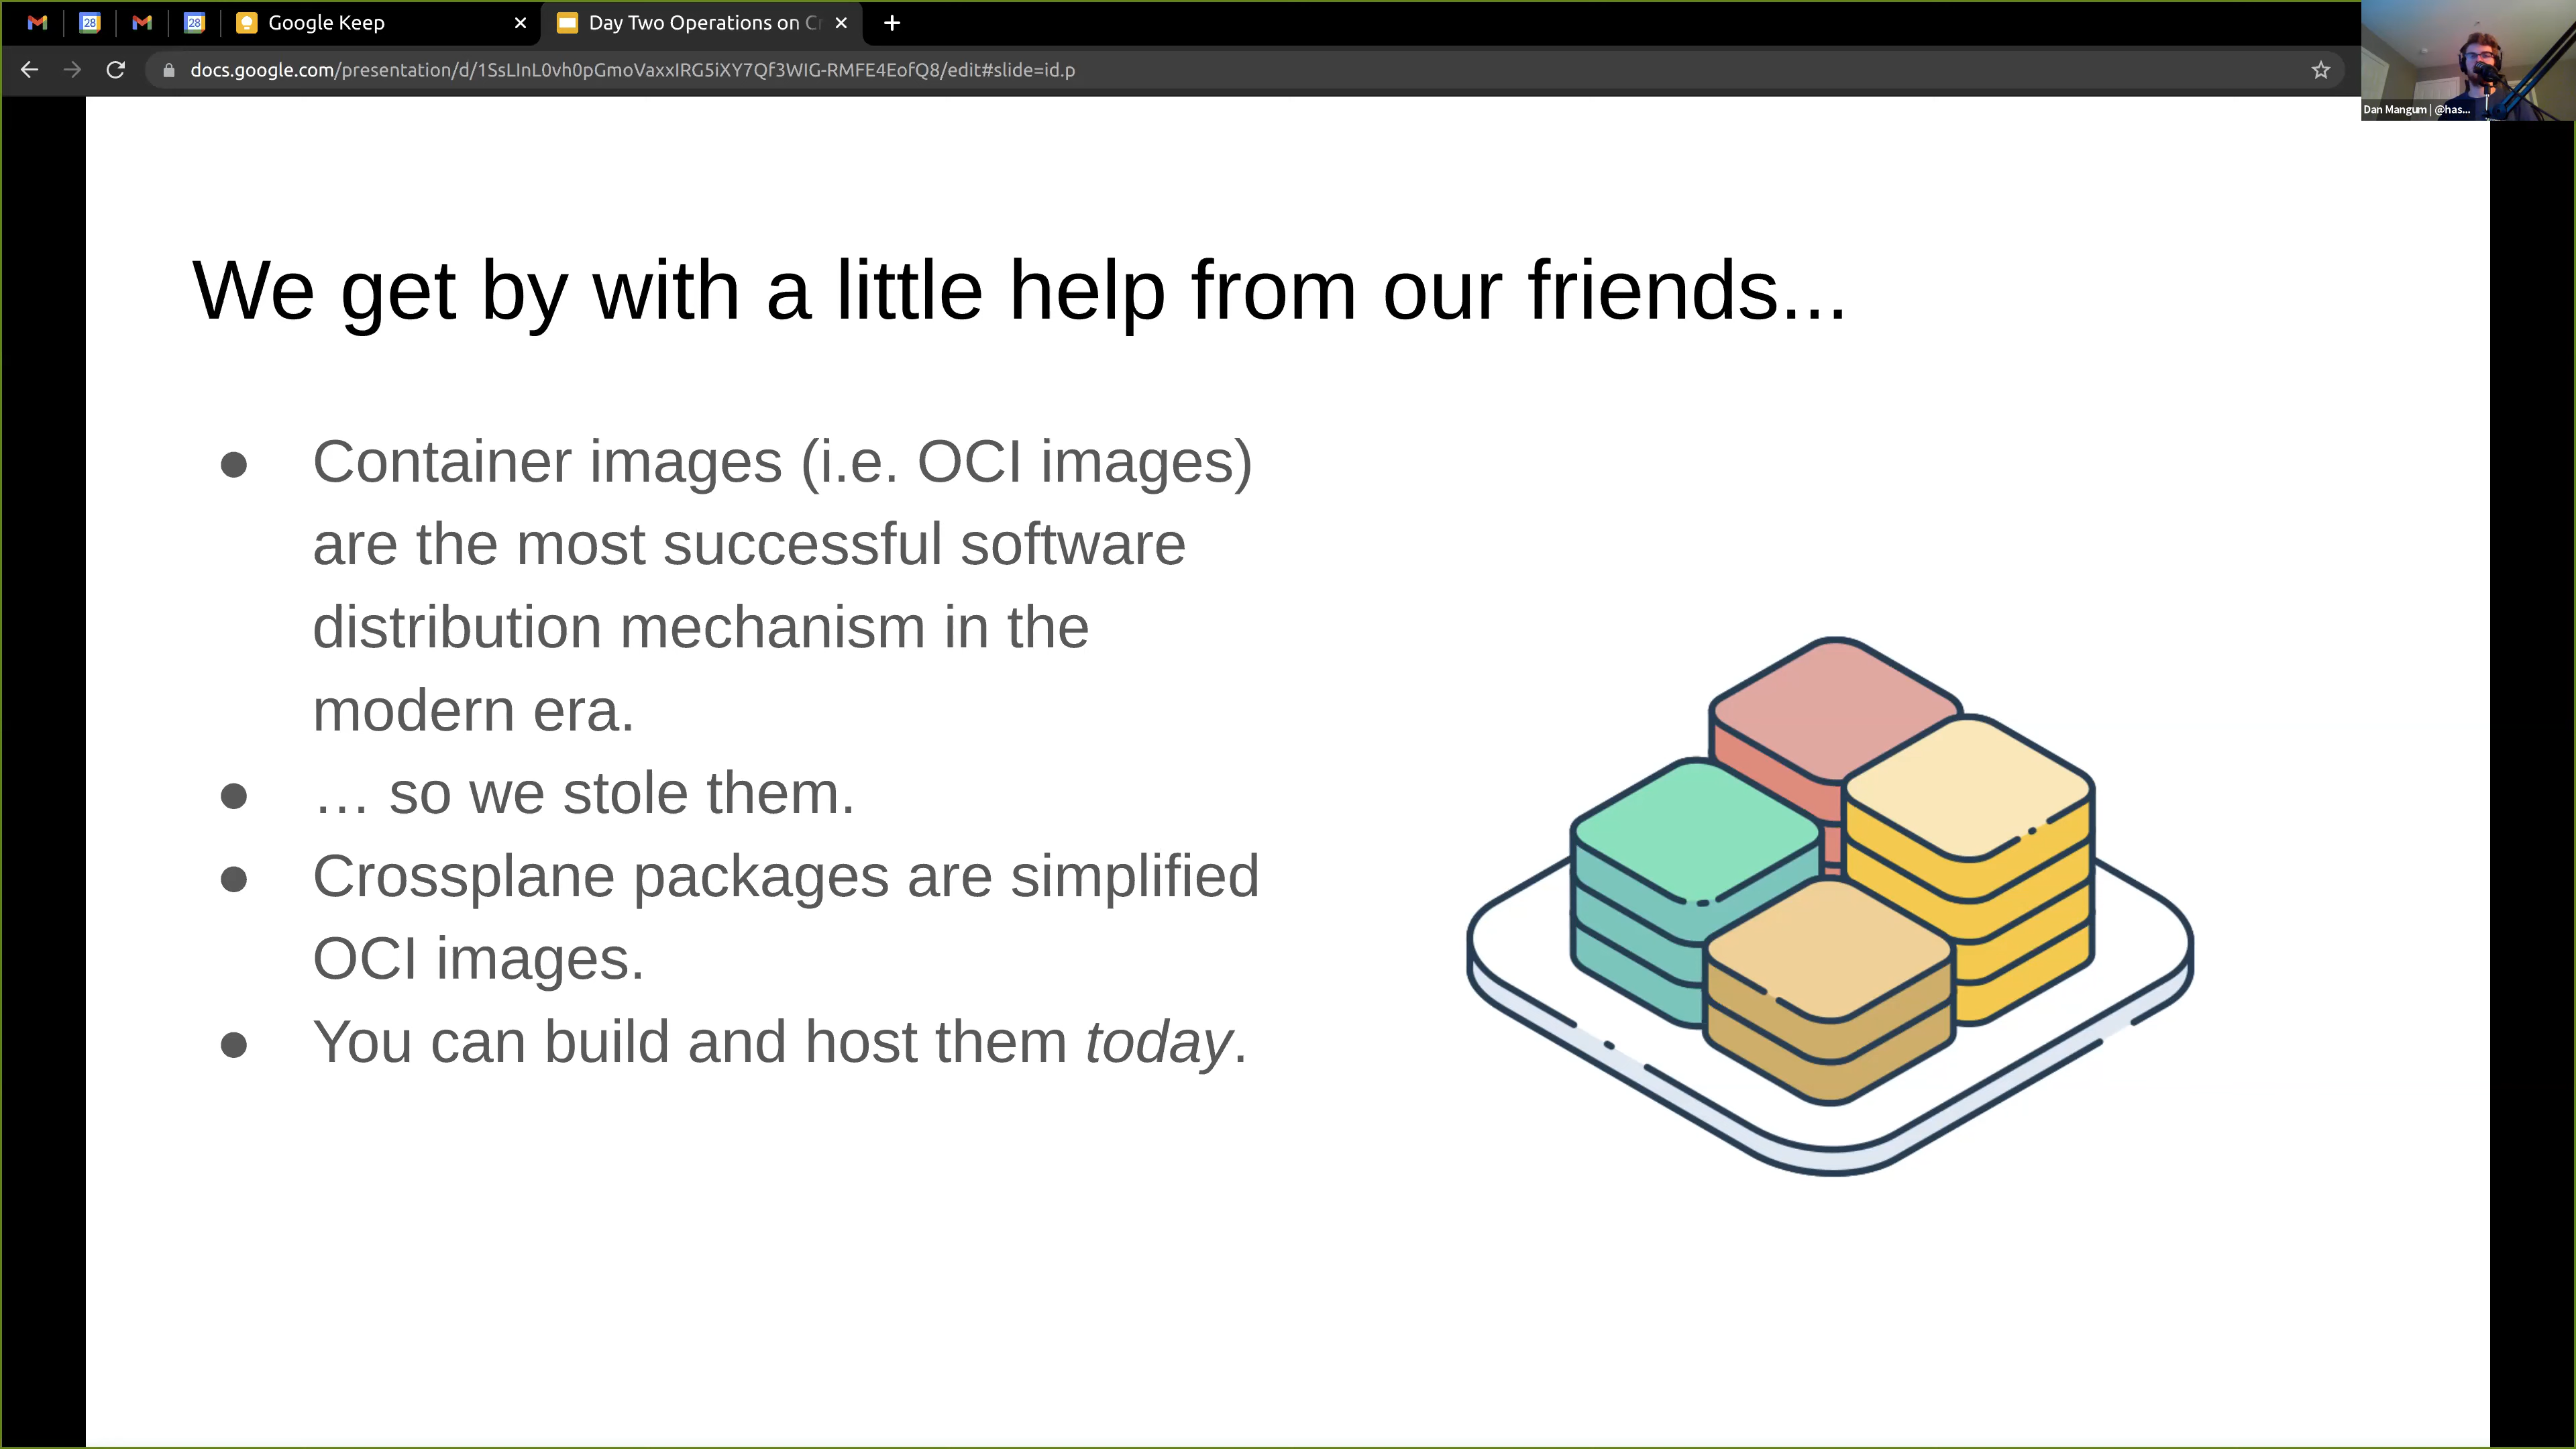 28
28
Google Keep
Day Two Operations on C
docs.google.com/presentation/d/1SsLInL0vh0pGmoVaxxIRG5iXY7Qf3WIG-RMFE4EofQ8/edit#slide=id.p
Dan Mangum | @has...
We get by with a little help from our friends...
● Container images (i.e. OCI images)
are the most successful software
distribution mechanism in the
modern era.
● … so we stole them.
● Crossplane packages are simplified
OCI images.
● You can build and host them today.